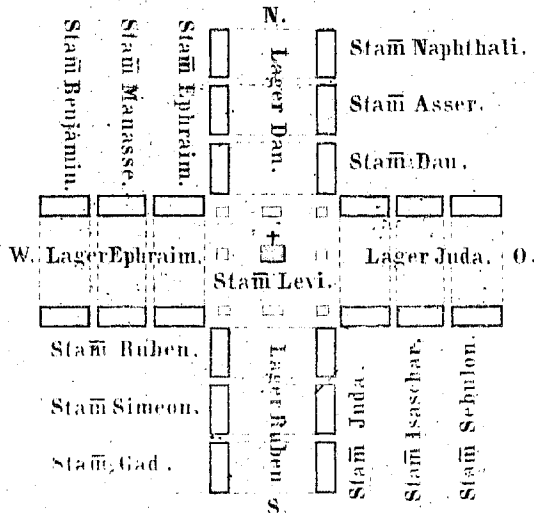 N.
Stam̅ Benjamin.
Stam̅ Manasse.
Stam̅ Ephraim.
Lager Dan.
Stam̅ Naphthali.
Stam̅ Asser.
Stam̅ Dan.
W.
Lager Ephraim.
Stam̅ Levi.
Lager Juda.
O.
Stam̅ Ruben.
Stam̅ Simeon.
Stam̅ Gad.
Lager Ruben
Stam̅ Juda.
Stam̅ Isaschar.
Stam̅ Sebulon.
S.